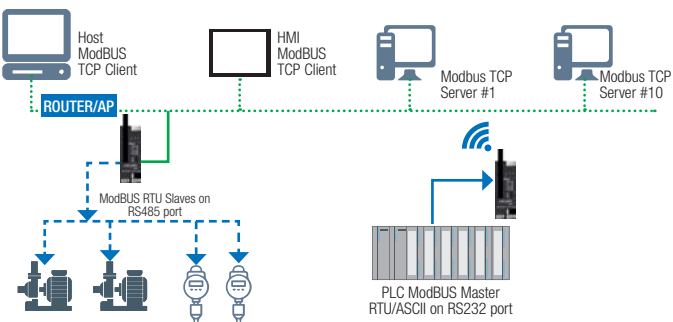 Host
ModBUS
TCP Client
HMI
ModBUS
TCP Client
Modbus TCP
Server #1
Modbus TCP
Server #10
ROUTER/AP
ModBUS RTU Slaves on
RS485 port
PLC ModBUS Master
RTU/ASCII on RS232 port